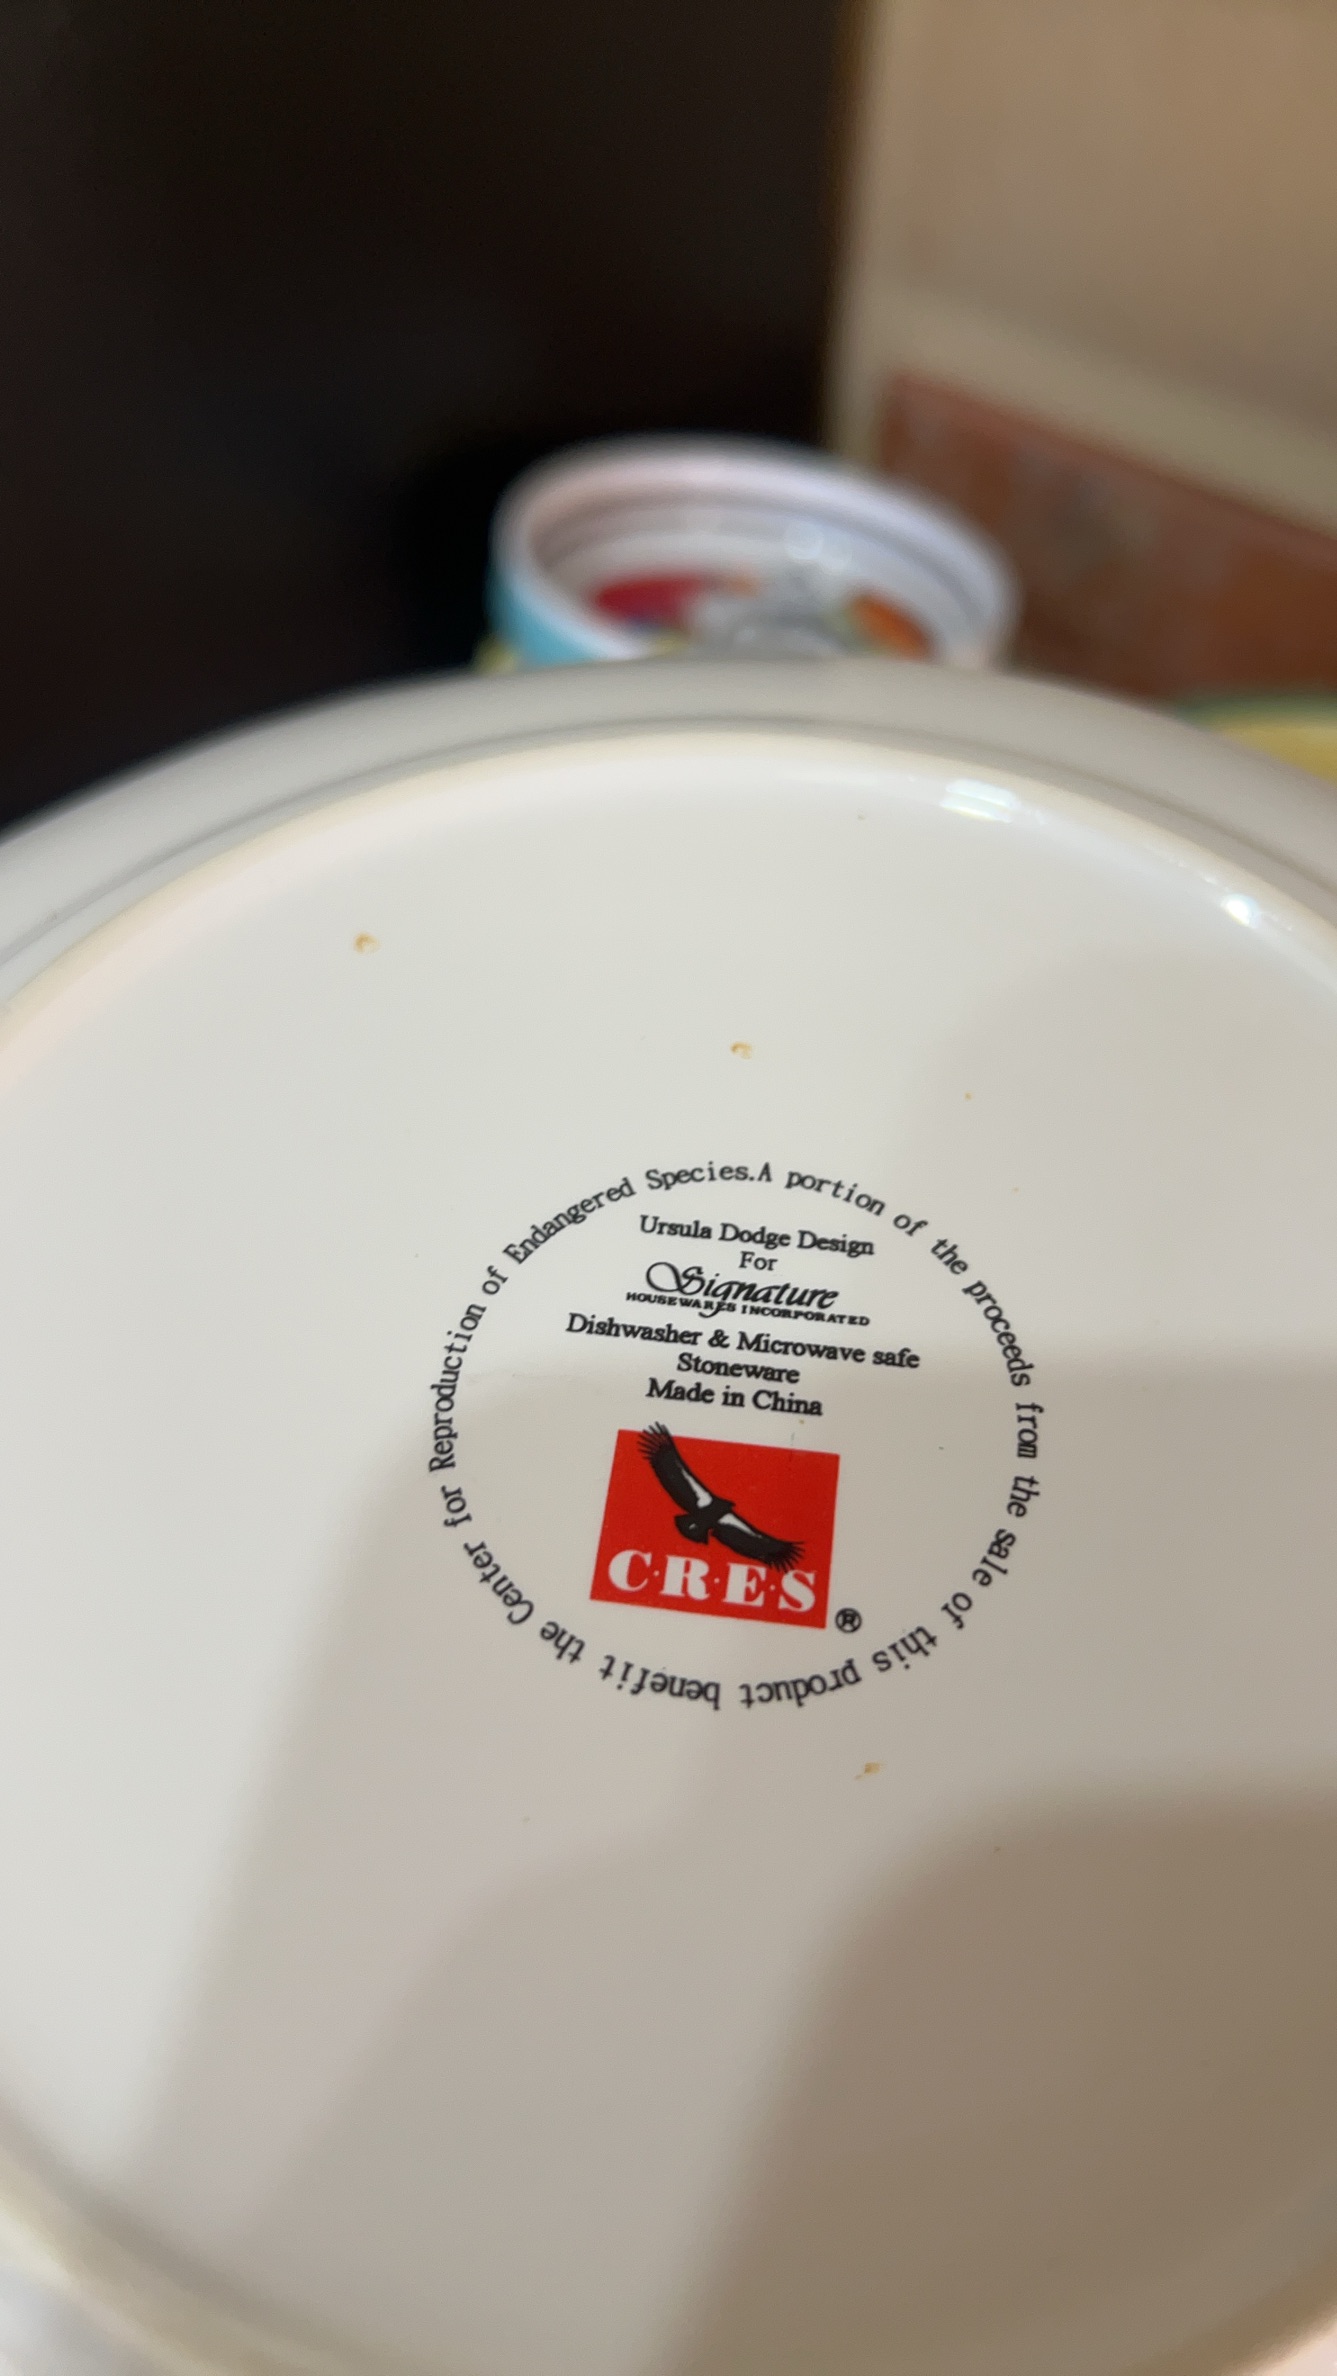 A portion of the proceeds from the sale of this product benefit the Center for Reproduction of Endangered Species.
Ursula Dodge Design
For
Signature
HOUSEWARES INCORPORATED
Dishwasher & Microwave safe
Stoneware
Made in China
C·R·E·S ®